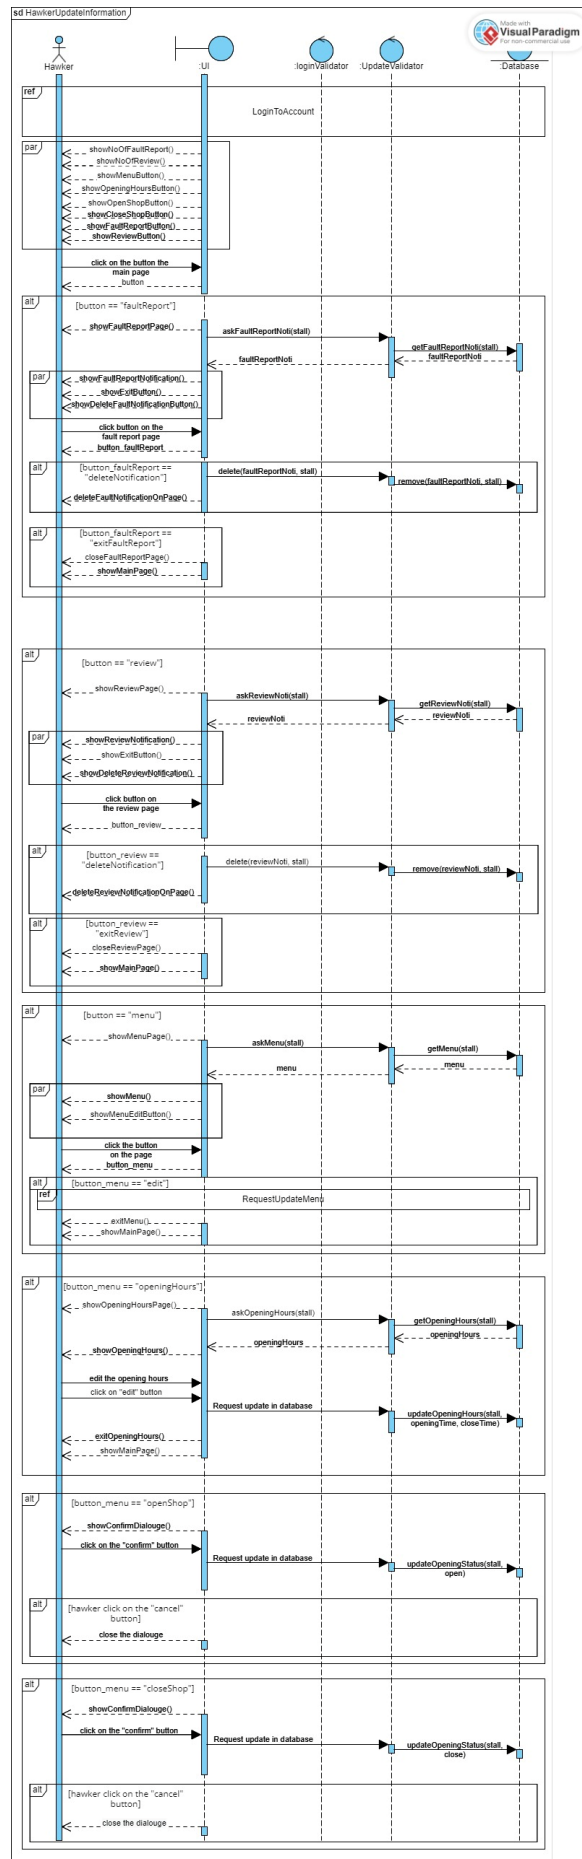 sd HawkerUpdateInformation
Made with
VisualParadigm
For non-commercial use
Hawker
:UI
:loginValidator
:UpdateValidator
:Database
ref
LoginToAccount
par
showNoOfFaultReport()
showNoOfReview()
showMenuButton()
showOpeningHoursButton()
showOpenShopButton()
showCloseShopButton()
showFaultReportButton()
showReviewButton()
click on the button the
main page
button
alt
[button == "faultReport"]
showFaultReportPage()
askFaultReportNoti(stall)
getFaultReportNoti(stall)
faultReportNoti
faultReportNoti
par
showFaultReportNotification()
showExitButton()
showDeleteFaultNotificationButton()
click button on the
fault report page
button_faultReport
alt
[button_faultReport ==
"deleteNotification"]
delete(faultReportNoti, stall)
remove(faultReportNoti, stall)
deleteFaultNotificationOnPage()
alt
[button_faultReport ==
"exitFaultReport"]
closeFaultReportPage()
showMainPage()
alt
[button == "review"]
showReviewPage()
askReviewNoti(stall)
getReviewNoti(stall)
reviewNoti
reviewNoti
par
showReviewNotification()
showExitButton()
showDeleteReviewNotification()
click button on
the review page
button_review
alt
[button_review ==
"deleteNotification"]
delete(reviewNoti, stall)
remove(reviewNoti, stall)
deleteReviewNotificationOnPage()
alt
[button_review ==
"exitReview"]
closeReviewPage()
showMainPage()
alt
[button == "menu"]
showMenuPage()
askMenu(stall)
getMenu(stall)
menu
menu
par
showMenu()
showMenuEditButton()
click the button
on the page
button_menu
alt
[button_menu == "edit"]
ref
RequestUpdateMenu
exitMenu()
showMainPage()
alt
[button_menu == "openingHours"]
showOpeningHoursPage()
askOpeningHours(stall)
getOpeningHours(stall)
openingHours
openingHours
showOpeningHours()
edit the opening hours
click on "edit" button
Request update in database
updateOpeningHours(stall,
openingTime, closeTime)
exitOpeningHours()
showMainPage()
alt
[button_menu == "openShop"]
showConfirmDialouge()
click on the "confirm" button
Request update in database
updateOpeningStatus(stall,
open)
alt
[hawker click on the "cancel"
button]
close the dialouge
alt
[button_menu == "closeShop"]
showConfirmDialouge()
click on the "confirm" button
Request update in database
updateOpeningStatus(stall,
close)
alt
[hawker click on the "cancel"
button]
close the dialouge